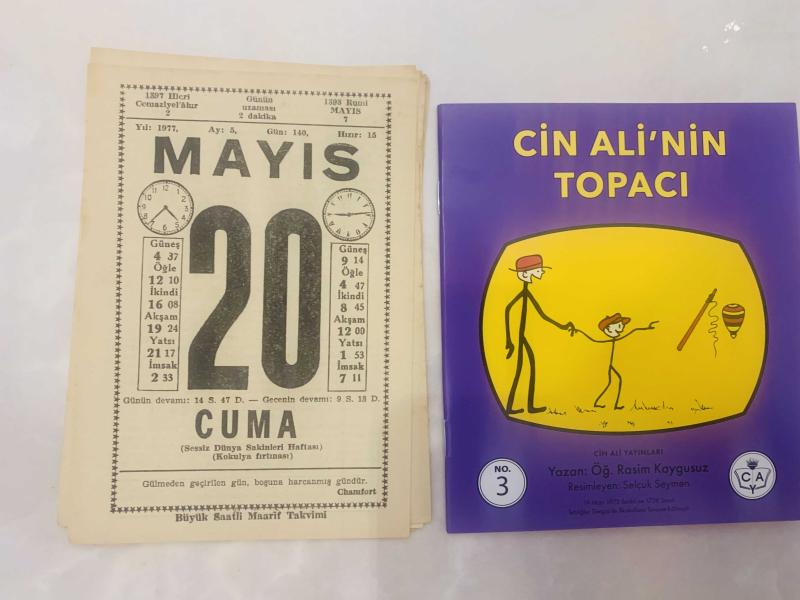 1397 Hicri
Cemaziyel'âhır
2
Günün
uzaması
2 dakika
1393 Rumi
MAYIS
7
Yıl: 1977, Ay: 5, Gün: 140, Hızır: 15
MAYIS
20
Güneş
4 37
Öğle
12 10
İkindi
16 08
Akşam
19 24
Yatsı
21 17
İmsak
2 33
Güneş
9 14
Öğle
4 47
İkindi
8 45
Akşam
12 00
Yatsı
1 53
İmsak
7 11
Günün devamı: 14 S. 47 D. — Gecenin devamı: 9 S. 13 D.
CUMA
(Sessiz Dünya Sakinleri Haftası)
(Kokulya fırtınası)
Gülmeden geçirilen gün, boşuna harcanmış gündür.
Chamfort
Büyük Saatli Maarif Takvimi
CİN ALİ'NİN
TOPACI
CİN ALİ YAYINLARI
Yazan: Öğ. Rasim Kaygusuz
Resimleyen: Selçuk Seymen
NO.
3
C A Y